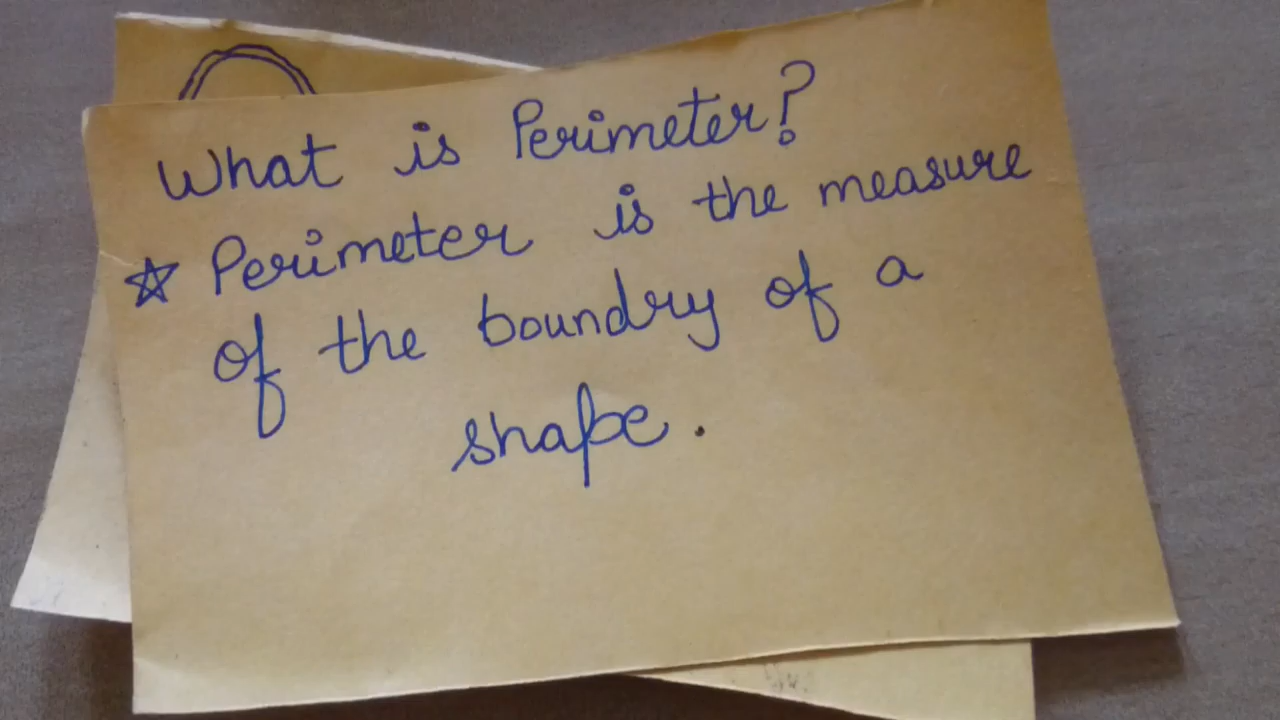 What is Perimeter?
☆ Perimeter is the measure
of the boundry of a
shape.